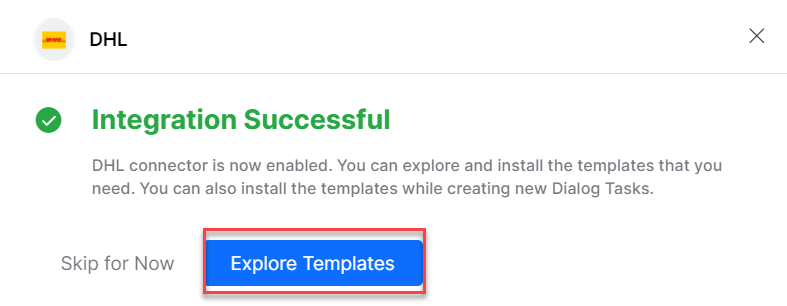 DHL
Integration Successful
DHL connector is now enabled. You can explore and install the templates that you
need. You can also install the templates while creating new Dialog Tasks.
Skip for Now
Explore Templates